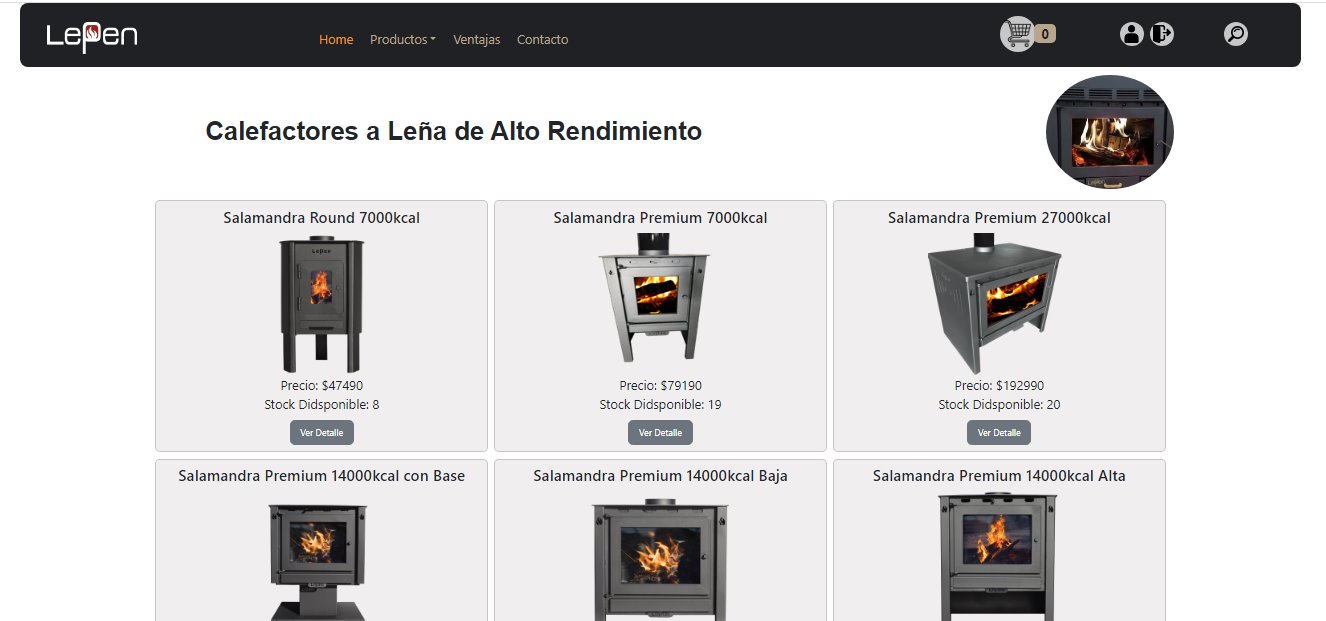 Lepen
Home Productos Ventajas Contacto
0
Calefactores a Leña de Alto Rendimiento
Salamandra Round 7000kcal
Lepen
Precio: $47490
Stock Didsponible: 8
Ver Detalle
Salamandra Premium 7000kcal
Precio: $79190
Stock Didsponible: 19
Ver Detalle
Salamandra Premium 27000kcal
Precio: $192990
Stock Didsponible: 20
Ver Detalle
Salamandra Premium 14000kcal con Base
Salamandra Premium 14000kcal Baja
Salamandra Premium 14000kcal Alta